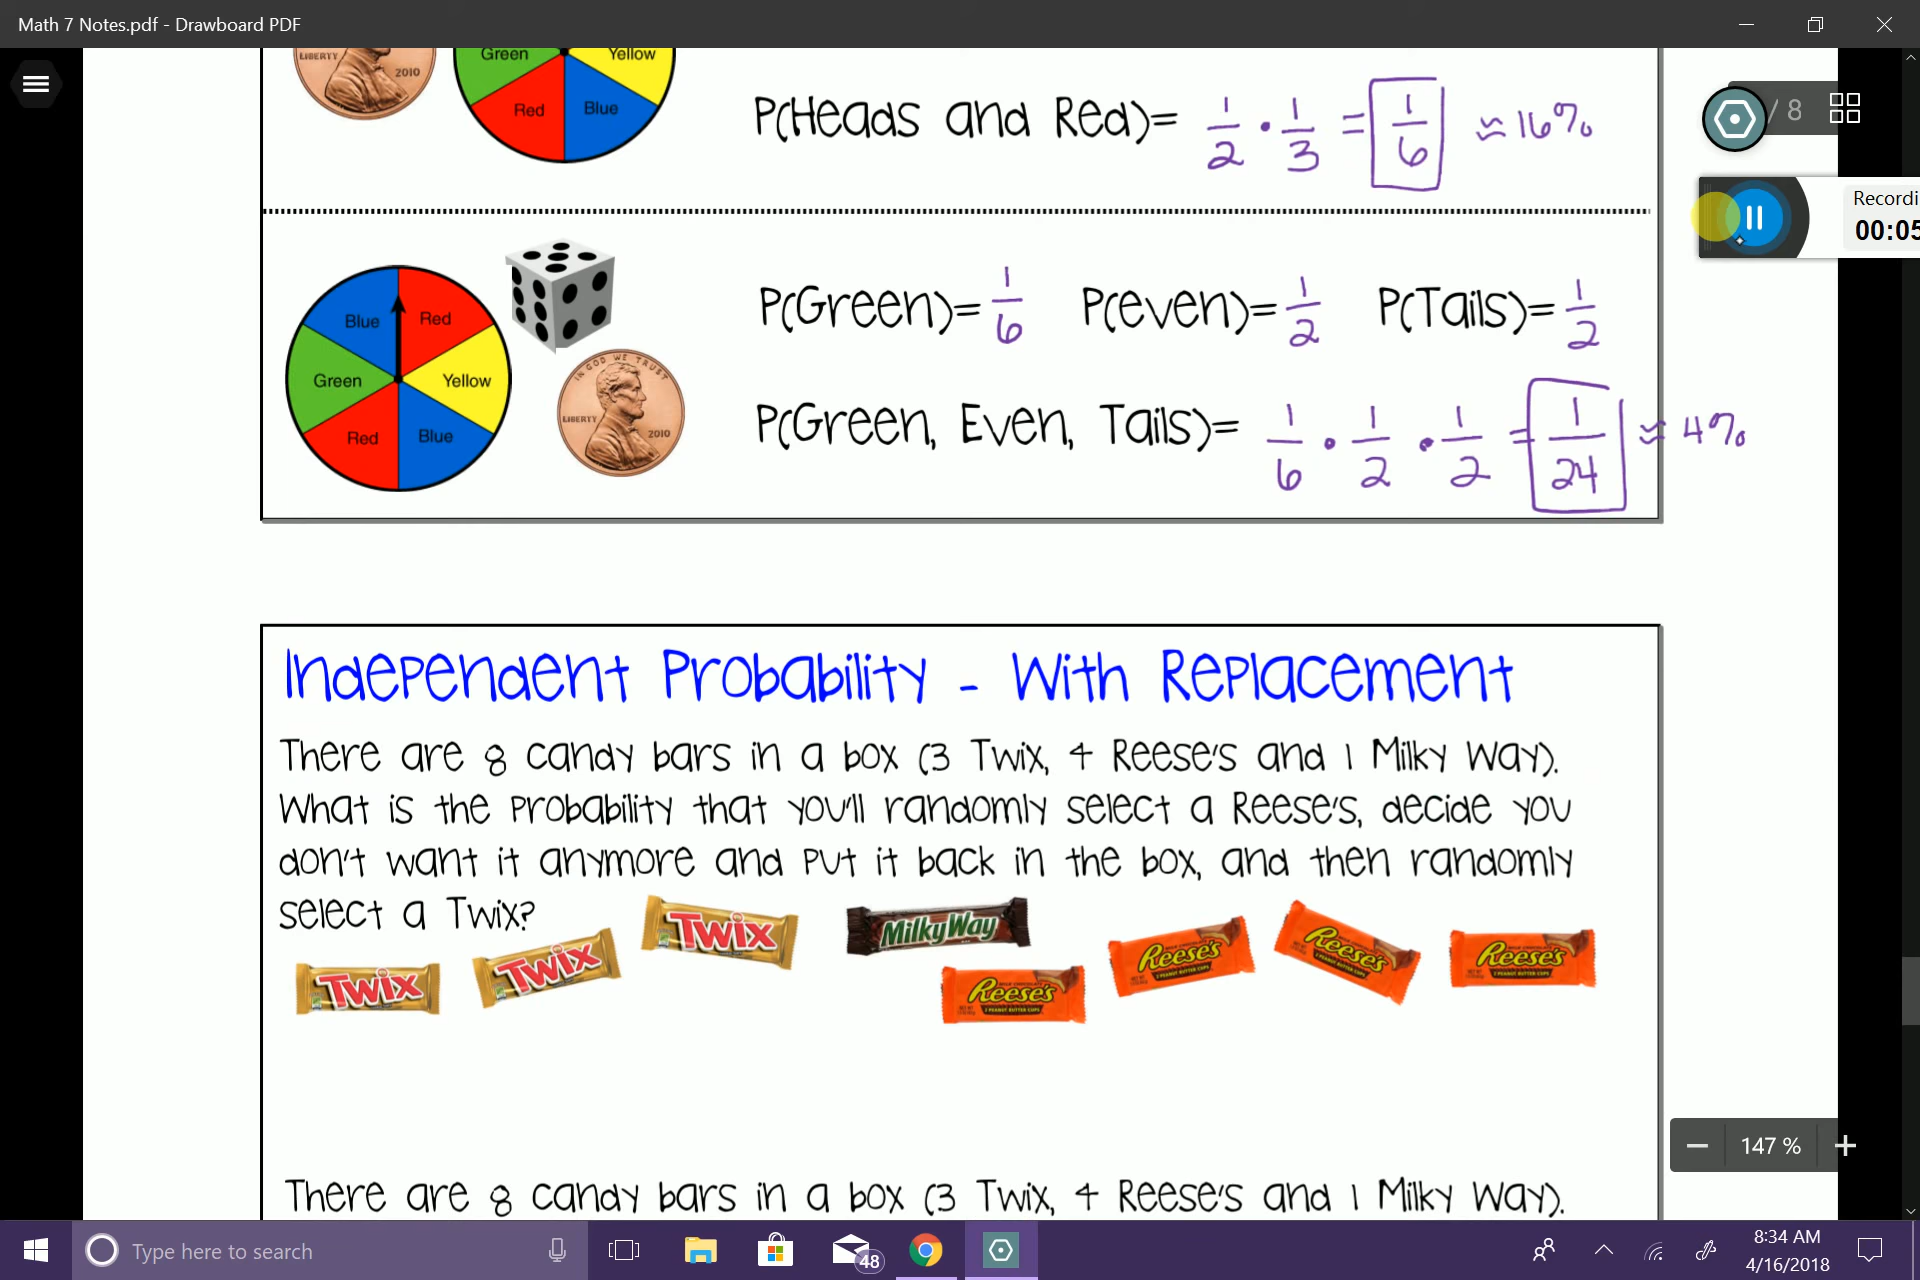 Math 7 Notes.pdf - Drawboard PDF
LIBERTY
2010
Green
Yellow
Red
Blue
P(Heads and Red)= 1/2 · 1/3 = 1/6 ≈ 16%
/ 8
Recordi
00:05
Blue
Red
Green
Yellow
Red
Blue
IN GOD WE TRUST
LIBERTY
2010
P(Green)= 1/6 P(even)= 1/2 P(Tails)= 1/2
P(Green, Even, Tails)= 1/6 · 1/2 · 1/2 = 1/24 ≈ 4%
Independent Probability - With Replacement
There are 8 candy bars in a box (3 Twix, 4 Reese's and 1 Milky Way).
What is the probability that you'll randomly select a Reese's, decide you
don't want it anymore and put it back in the box, and then randomly
select a Twix?
Twix
Twix
Twix
Milky Way
Reese's
Reese's
Reese's
Reese's
147 %
There are 8 candy bars in a box (3 Twix, 4 Reese's and 1 Milky Way).
Type here to search
48
8:34 AM
4/16/2018